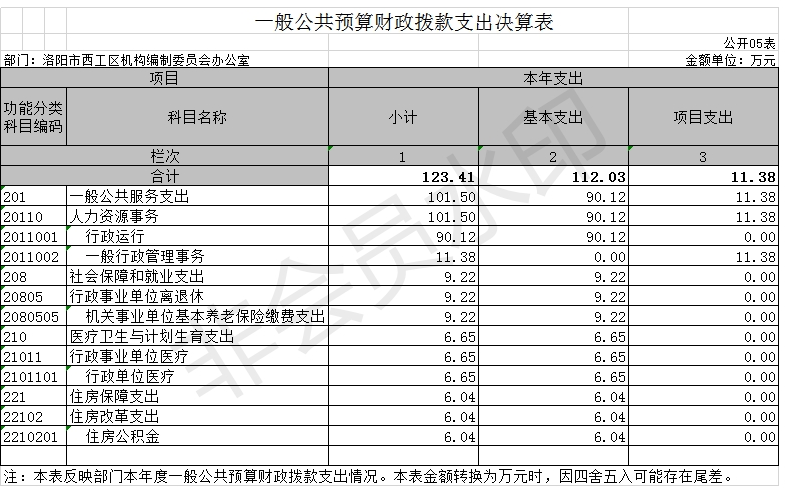 一般公共预算财政拨款支出决算表
公开05表
部门：洛阳市西工区机构编制委员会办公室 金额单位：万元
项目 本年支出
功能分类科目编码 科目名称 小计 基本支出 项目支出
栏次 1 2 3
合计 123.41 112.03 11.38
201 一般公共服务支出 101.50 90.12 11.38
20110 人力资源事务 101.50 90.12 11.38
2011001 行政运行 90.12 90.12 0.00
2011002 一般行政管理事务 11.38 0.00 11.38
208 社会保障和就业支出 9.22 9.22 0.00
20805 行政事业单位离退休 9.22 9.22 0.00
2080505 机关事业单位基本养老保险缴费支出 9.22 9.22 0.00
210 医疗卫生与计划生育支出 6.65 6.65 0.00
21011 行政事业单位医疗 6.65 6.65 0.00
2101101 行政单位医疗 6.65 6.65 0.00
221 住房保障支出 6.04 6.04 0.00
22102 住房改革支出 6.04 6.04 0.00
2210201 住房公积金 6.04 6.04 0.00
注：本表反映部门本年度一般公共预算财政拨款支出情况。本表金额转换为万元时，因四舍五入可能存在尾差。
非会员水印